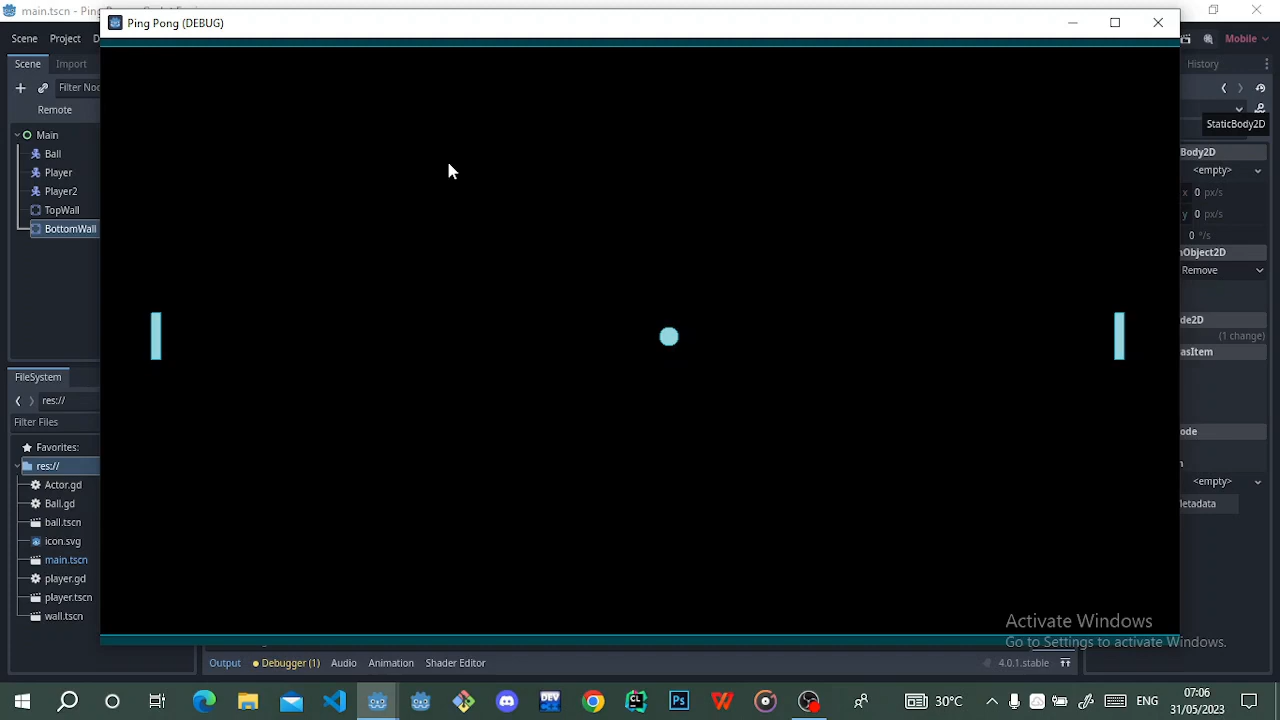 main.tscn - Ping
Ping Pong (DEBUG)
Scene Project
Mobile
Scene Import
History
Filter Nod
Remote
StaticBody2D
Main
Ball
Player
Player2
TopWall
BottomWall
Body2D
<empty>
x 0 px/s
y 0 px/s
0 °/s
Object2D
Remove
de2D
(1 change)
asItem
ode
<empty>
etadata
FileSystem
res://
Filter Files
Favorites:
res://
Actor.gd
Ball.gd
ball.tscn
icon.svg
main.tscn
player.gd
player.tscn
wall.tscn
Activate Windows
Go to Settings to activate Windows.
Output Debugger (1) Audio Animation Shader Editor 4.0.1.stable
DEV
CL
Ps
30°C
ENG
07:05
31/05/2023